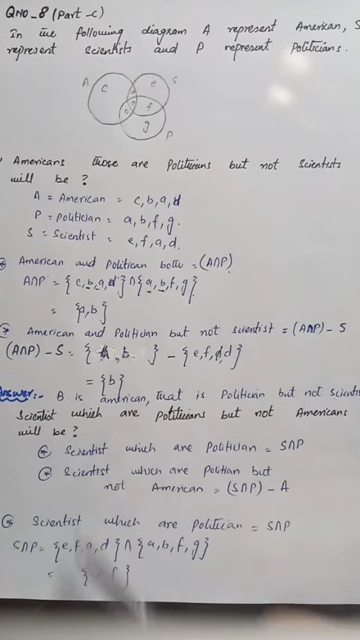 QNO_8 (Part-C)
In the following diagram A represent American, S
represent Scientists and P represent Politicians.
A S
c e
f
g
P
Americans those are Politicians but not Scientists
will be?
A = American = c, b, a, d
P = Politician = a, b, f, g.
S = Scientist = e, f, a, d.
American and Politican both = (A∩P)
A∩P = {c, b, a, d} ∩ {a, b, f, g}
= {a, b}
American and Politician but not scientist = (A∩P) - S
(A∩P) - S = {a, b } - {e, f, a, d}
= {b}
Answer:- B is american, that is Politician but not Scientis
Scientist which are Politicians but not Americans
will be?
Scientist which are Politician = S∩P
Scientist which are Politian but
not American = (S∩P) - A
Scientist which are Politican = S∩P
S∩P = {e, f, a, d} ∩ {a, b, f, g}
= { f }